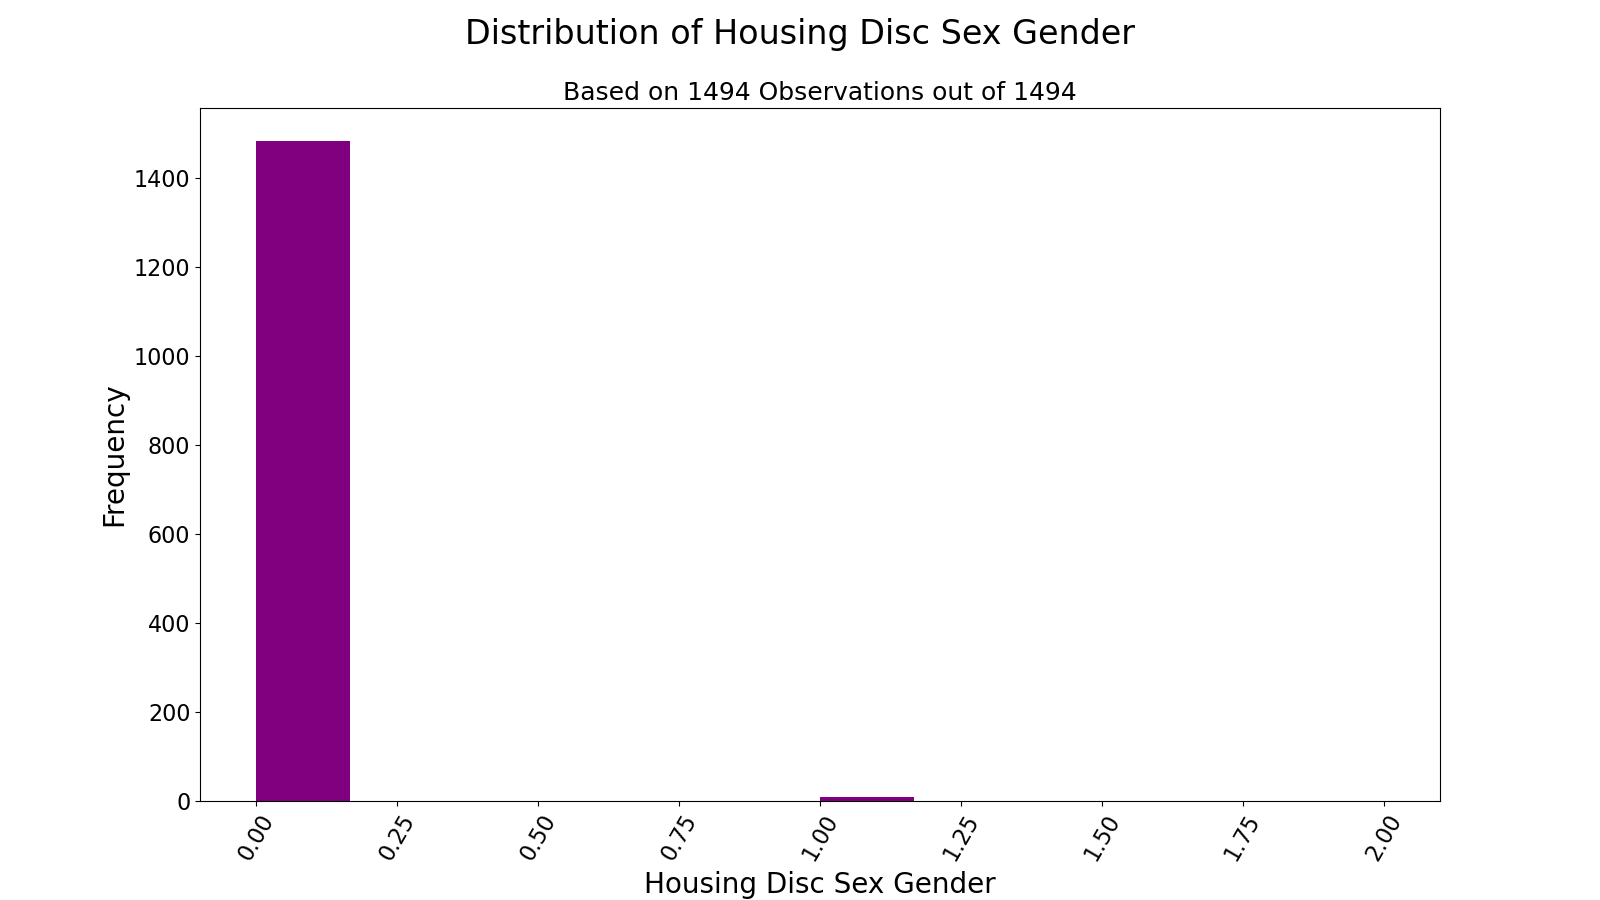 Distribution of Housing Disc Sex Gender
Based on 1494 Observations out of 1494
1400
1200
1000
800
600
400
200
0
Frequency
0.00 0.25 0.50 0.75 1.00 1.25 1.50 1.75 2.00
Housing Disc Sex Gender